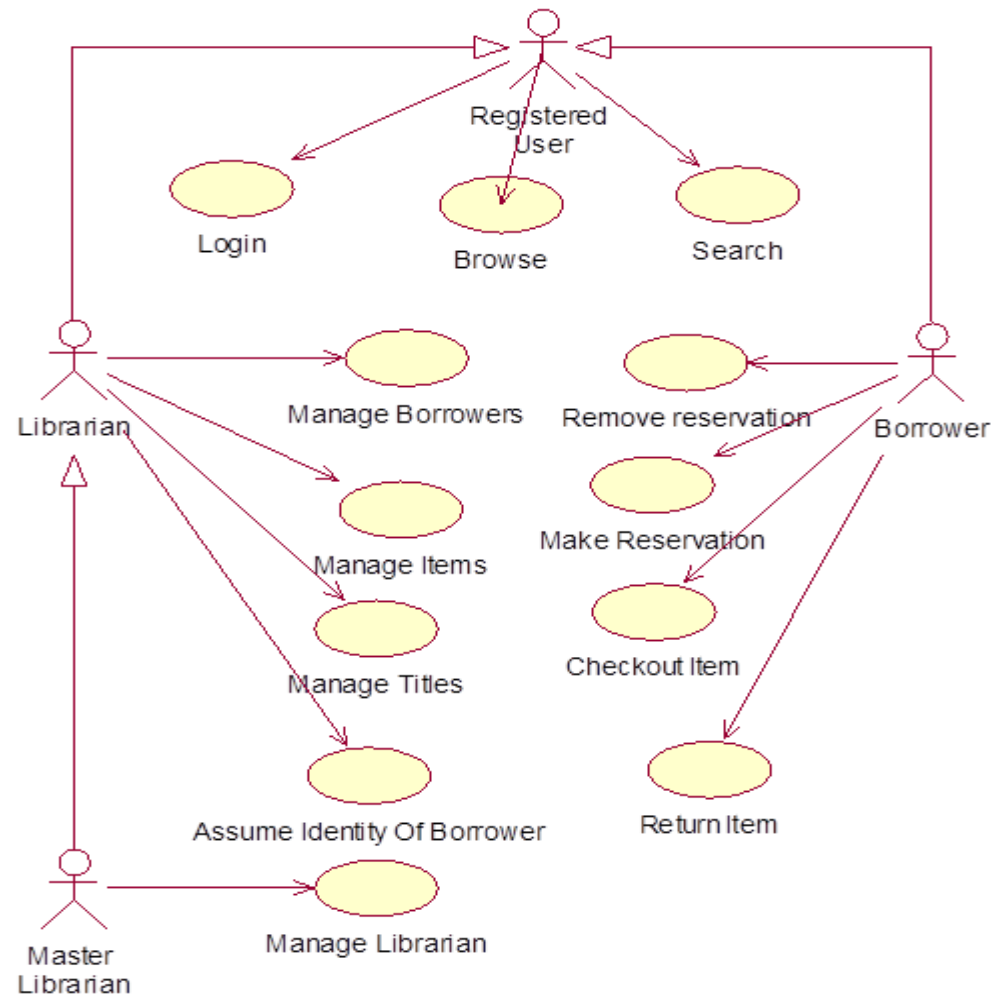 Registered
User
Login
Browse
Search
Librarian
Manage Borrowers
Remove reservation
Borrower
Manage Items
Make Reservation
Manage Titles
Checkout Item
Assume Identity Of Borrower
Return Item
Manage Librarian
Master
Librarian